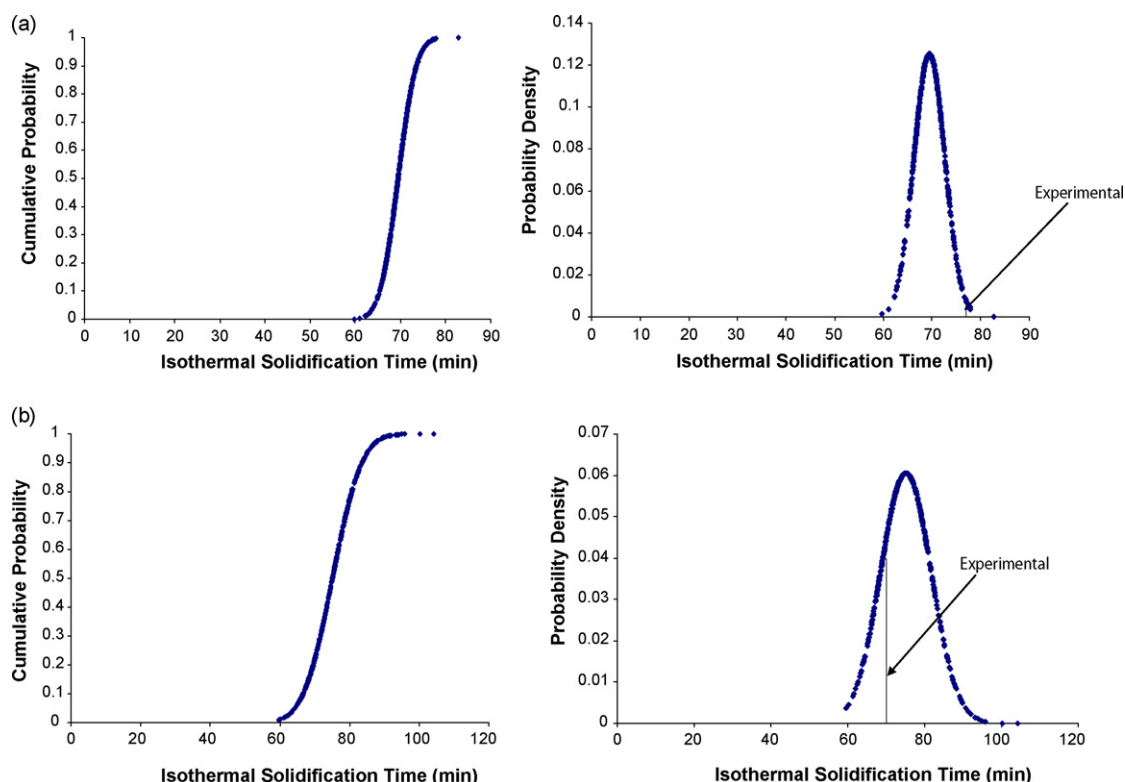 (a)
1
0.9
0.8
0.7
0.6
0.5
0.4
0.3
0.2
0.1
0
Cumulative Probability
0 10 20 30 40 50 60 70 80 90
Isothermal Solidification Time (min)
0.14
0.12
0.1
0.08
0.06
0.04
0.02
0
Probability Density
Experimental
0 10 20 30 40 50 60 70 80 90
Isothermal Solidification Time (min)
(b)
1
0.9
0.8
0.7
0.6
0.5
0.4
0.3
0.2
0.1
0
Cumulative Probability
0 20 40 60 80 100 120
Isothermal Solidification Time (min)
0.07
0.06
0.05
0.04
0.03
0.02
0.01
0
Probability Density
Experimental
0 20 40 60 80 100 120
Isothermal Solidification Time (min)